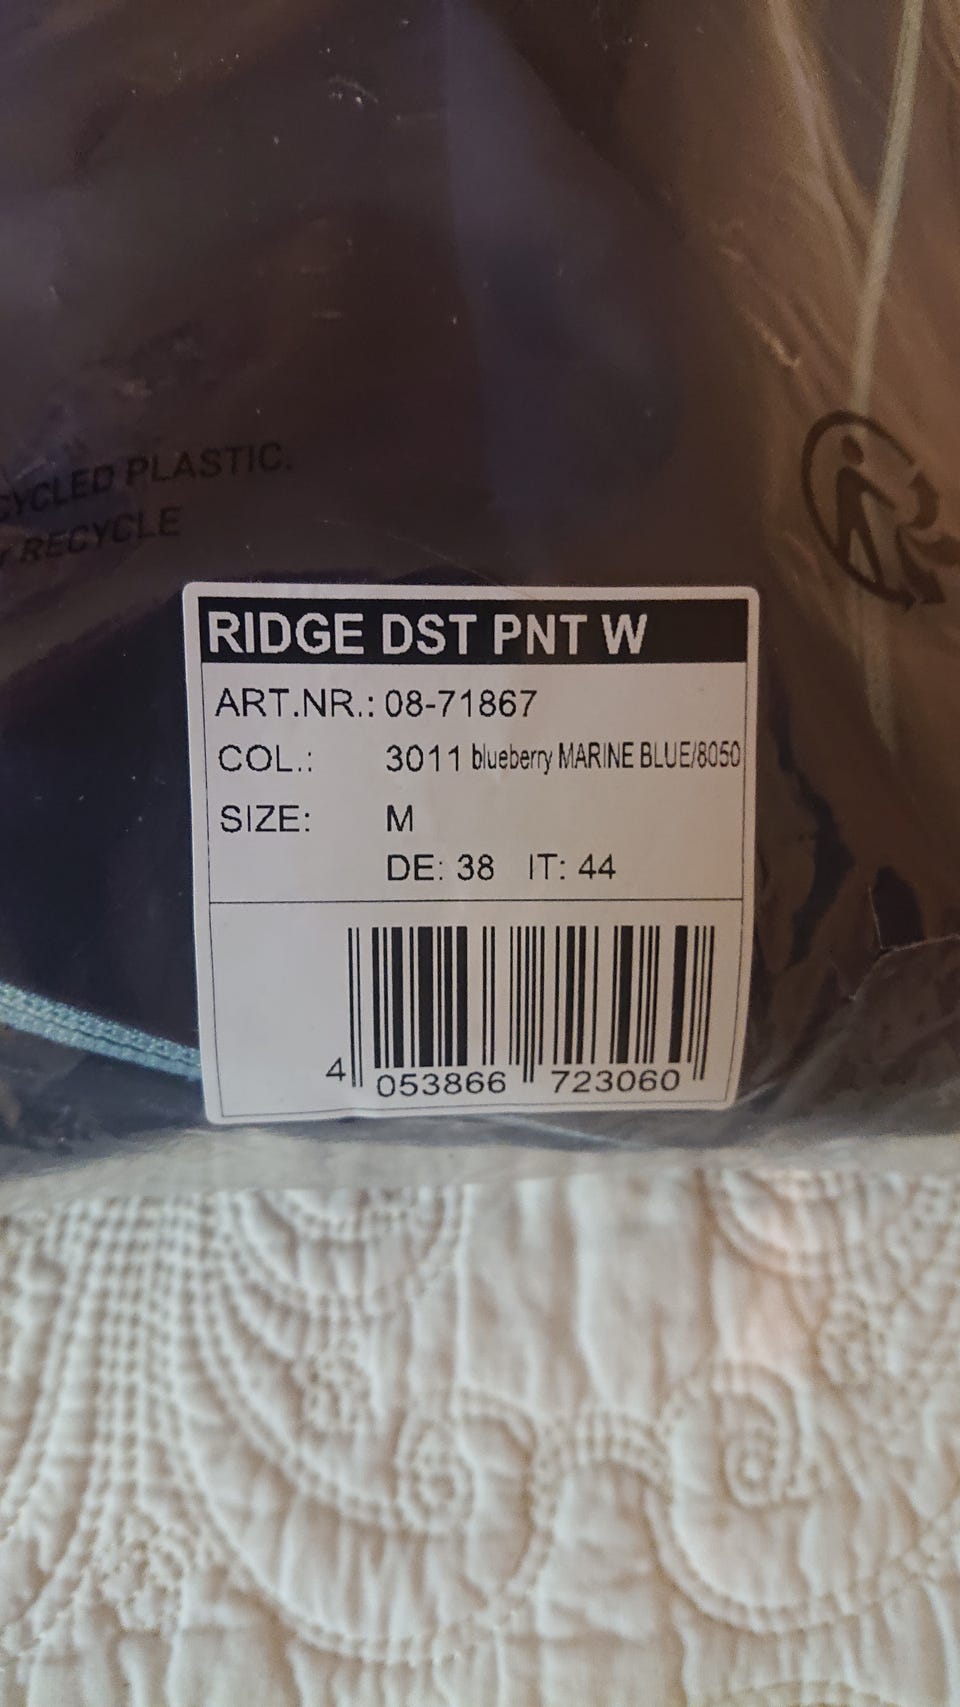 CYCLED PLASTIC.
RECYCLE
RIDGE DST PNT W
ART.NR.: 08-71867
COL.: 3011 blueberry MARINE BLUE/8050
SIZE: M
DE: 38 IT: 44
4 053866 723060